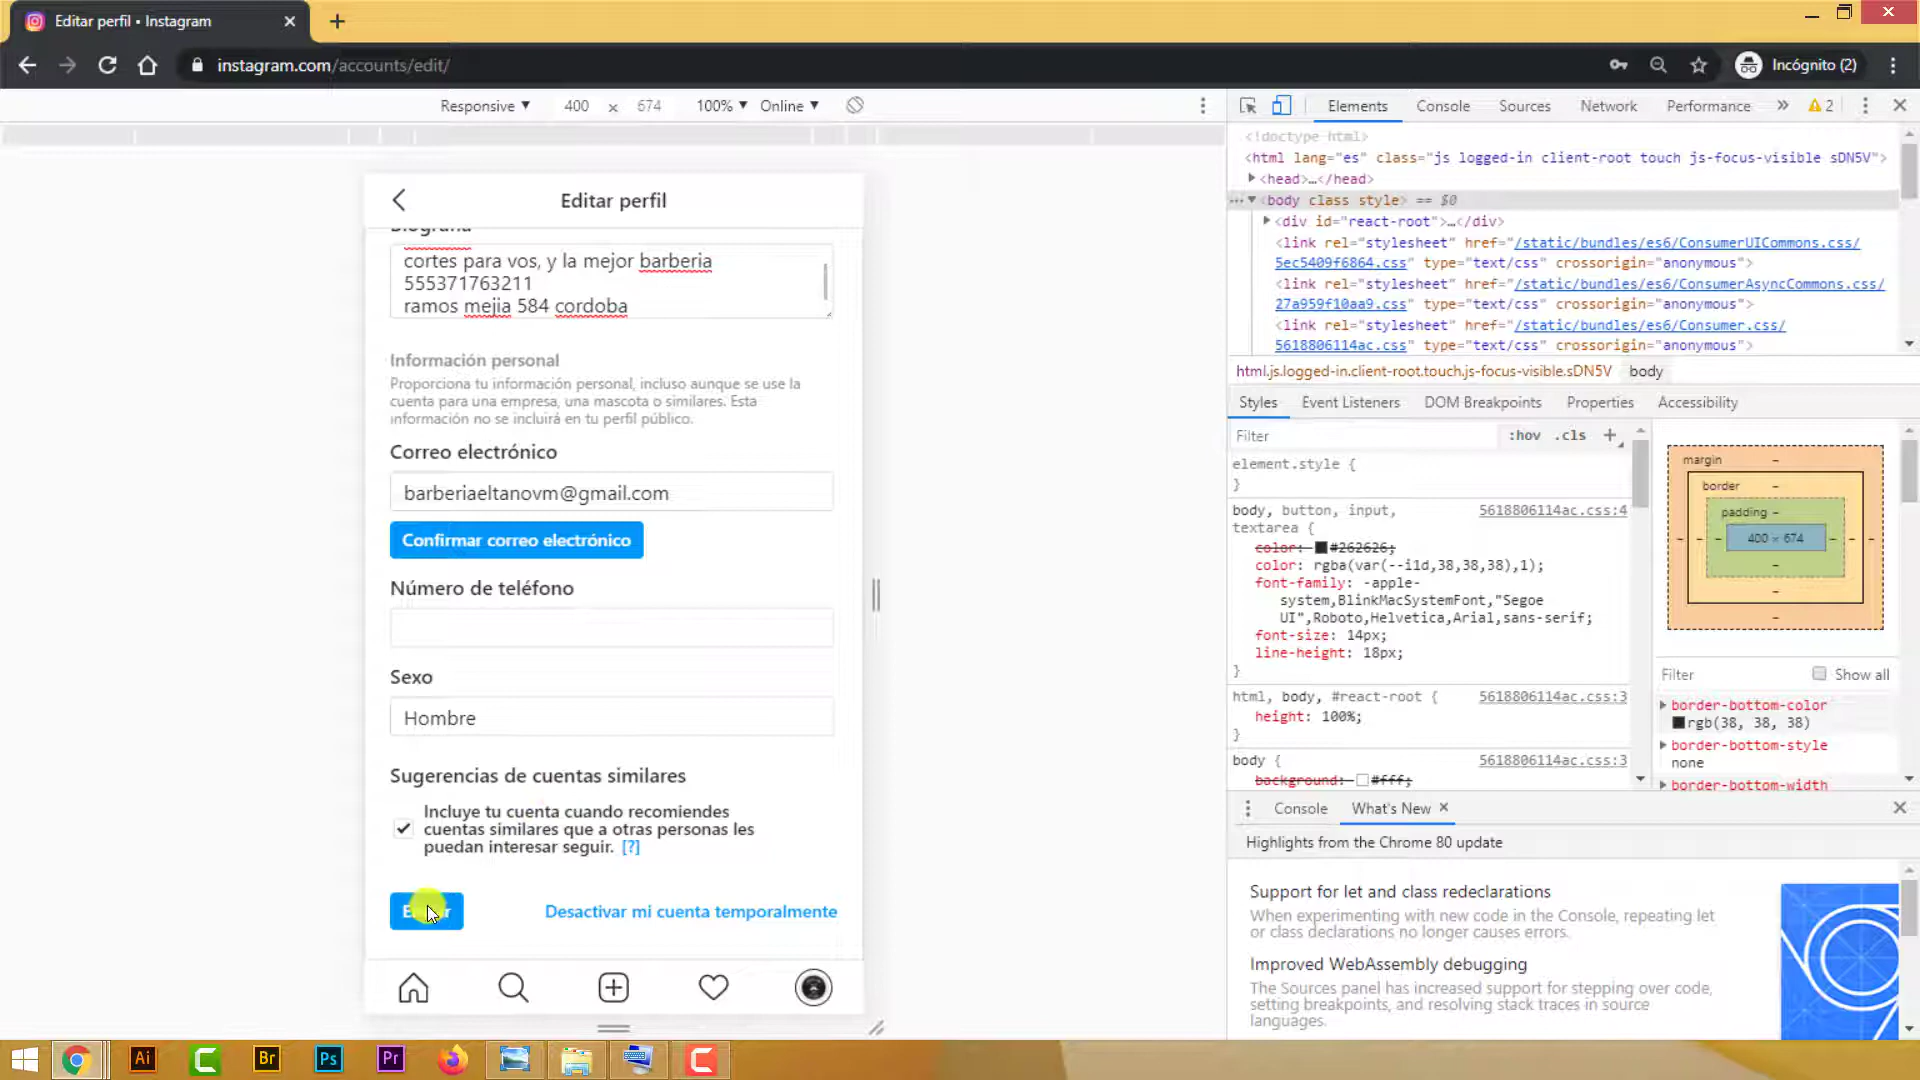 Editar perfil • Instagram
instagram.com/accounts/edit/
Incógnito (2)
Responsive ▼ 400 x 674 100% ▼ Online ▼
Elements Console Sources Network Performance » 2
Editar perfil
Biografía
cortes para vos, y la mejor barberia
555371763211
ramos mejia 584 cordoba
Información personal
Proporciona tu información personal, incluso aunque se use la
cuenta para una empresa, una mascota o similares. Esta
información no se incluirá en tu perfil público.
Correo electrónico
barberiaeltanovm@gmail.com
Confirmar correo electrónico
Número de teléfono
Sexo
Hombre
Sugerencias de cuentas similares
Incluye tu cuenta cuando recomiendes
cuentas similares que a otras personas les
puedan interesar seguir. [?]
Desactivar mi cuenta temporalmente
<!doctype html>
<html lang="es" class="js logged-in client-root touch js-focus-visible sDN5V">
<head>…</head>
<body class style> == $0
<div id="react-root">…</div>
<link rel="stylesheet" href="/static/bundles/es6/ConsumerUICommons.css/
5ec5409f6864.css" type="text/css" crossorigin="anonymous">
<link rel="stylesheet" href="/static/bundles/es6/ConsumerAsyncCommons.css/
27a959f10aa9.css" type="text/css" crossorigin="anonymous">
<link rel="stylesheet" href="/static/bundles/es6/Consumer.css/
5618806114ac.css" type="text/css" crossorigin="anonymous">
html.js.logged-in.client-root.touch.js-focus-visible.sDN5V body
Styles Event Listeners DOM Breakpoints Properties Accessibility
Filter :hov .cls +
element.style {
}
body, button, input, 5618806114ac.css:4
textarea {
color: #262626;
color: rgba(var(--i1d,38,38,38),1);
font-family: -apple-
system,BlinkMacSystemFont,"Segoe
UI",Roboto,Helvetica,Arial,sans-serif;
font-size: 14px;
line-height: 18px;
}
html, body, #react-root { 5618806114ac.css:3
height: 100%;
}
body { 5618806114ac.css:3
background: #fff;
margin –
border –
padding –
– – – 400 × 674 – – –
–
–
–
Filter Show all
border-bottom-color
rgb(38, 38, 38)
border-bottom-style
none
border-bottom-width
Console What's New ×
Highlights from the Chrome 80 update
Support for let and class redeclarations
When experimenting with new code in the Console, repeating let
or class declarations no longer causes errors.
Improved WebAssembly debugging
The Sources panel has increased support for stepping over code,
setting breakpoints, and resolving stack traces in source
languages.
Ai Br Ps Pr